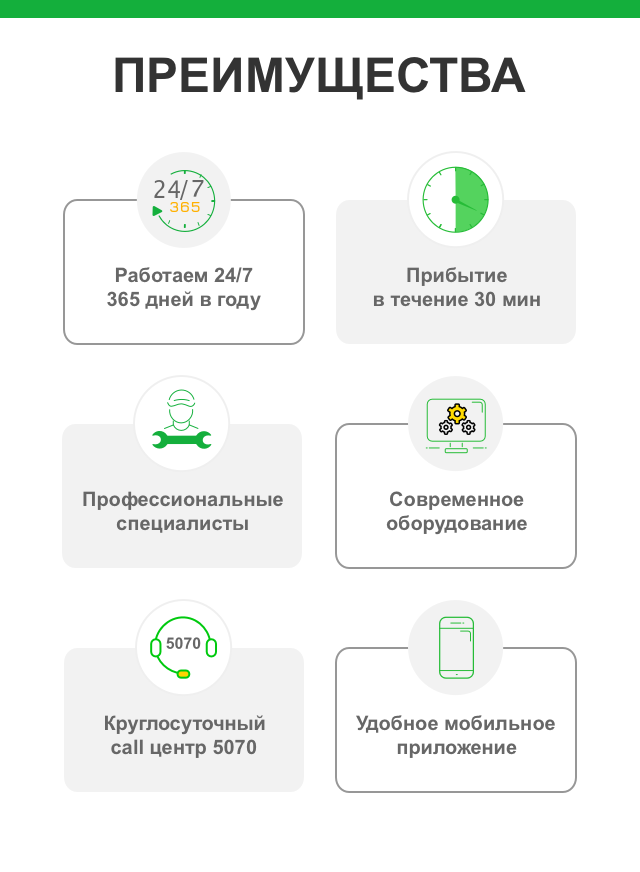 ПРЕИМУЩЕСТВА
24/7
365
Работаем 24/7
365 дней в году
Прибытие
в течение 30 мин
Профессиональные
специалисты
Современное
оборудование
5070
Круглосуточный
call центр 5070
Удобное мобильное
приложение